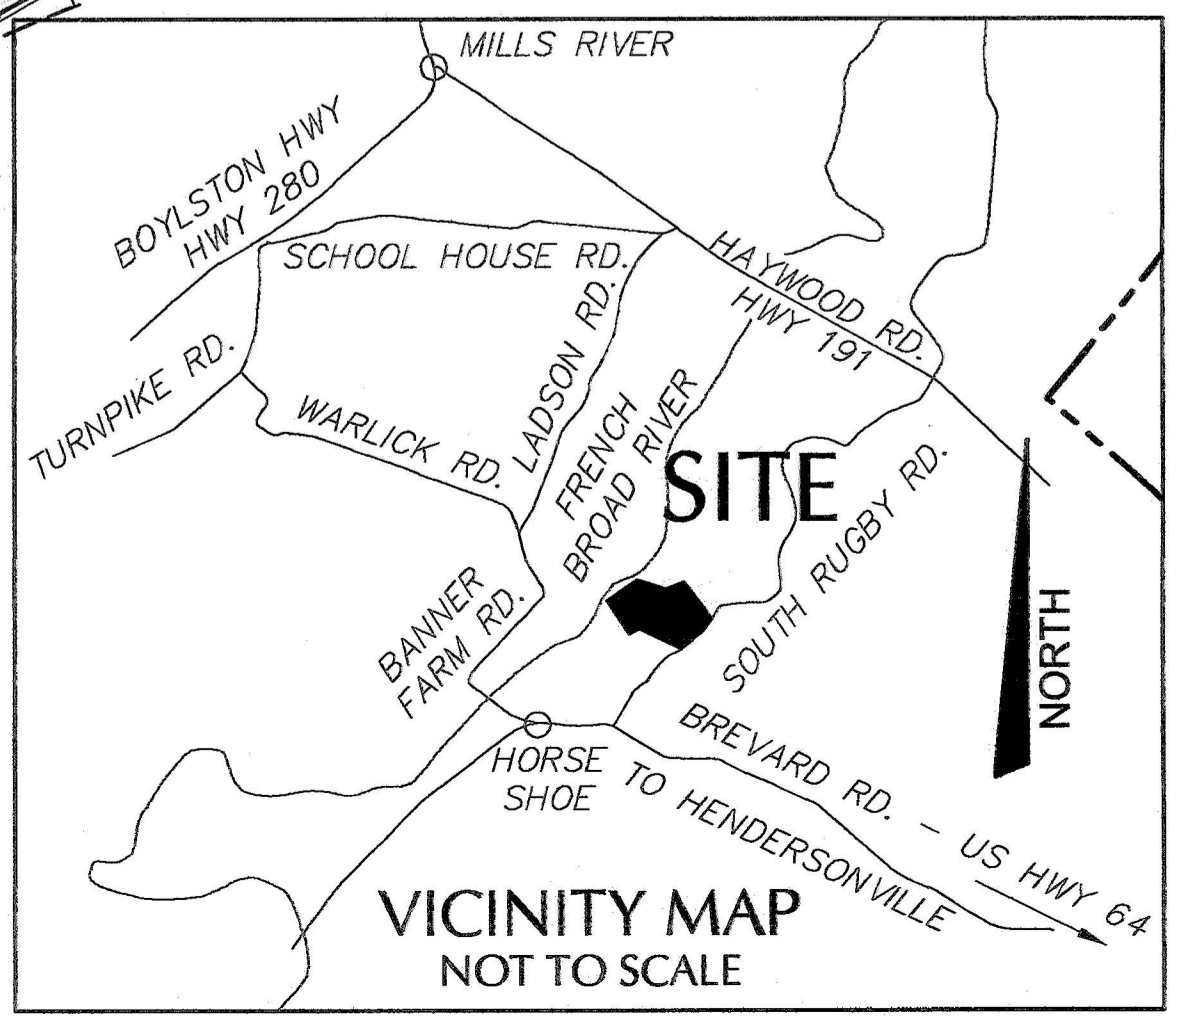 MILLS RIVER
BOYLSTON HWY
HWY 280
SCHOOL HOUSE RD.
HAYWOOD RD.
HWY 191
TURNPIKE RD.
WARLICK RD.
LADSON RD.
FRENCH
BROAD RIVER
SITE
SOUTH RUGBY RD.
BANNER
FARM RD.
NORTH
HORSE
SHOE
BREVARD RD. - US HWY 64
TO HENDERSONVILLE
VICINITY MAP
NOT TO SCALE